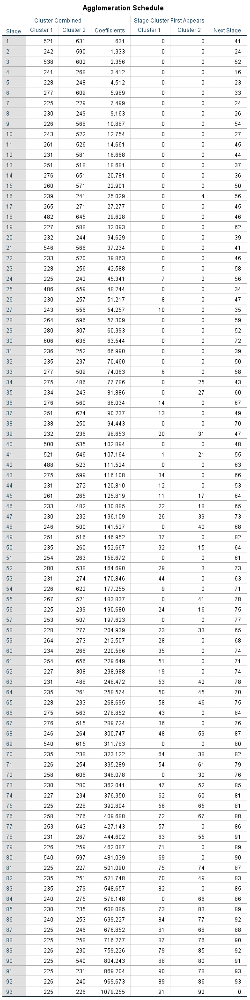 Agglomeration Schedule
Cluster Combined Stage Cluster First Appears
Stage Cluster 1 Cluster 2 Coefficients Cluster 1 Cluster 2 Next Stage
1 521 631 .631 0 0 41
2 242 590 1.333 0 0 24
3 538 602 2.356 0 0 52
4 241 268 3.412 0 0 16
5 228 248 4.512 0 0 23
6 277 609 5.989 0 0 33
7 225 229 7.499 0 0 24
8 230 249 9.163 0 0 26
9 226 568 10.887 0 0 54
10 243 522 12.754 0 0 27
11 261 526 14.661 0 0 45
12 231 581 16.668 0 0 44
13 251 518 18.681 0 0 37
14 276 651 20.781 0 0 36
15 260 571 22.901 0 0 50
16 239 241 25.029 0 4 56
17 265 271 27.277 0 0 45
18 482 645 29.628 0 0 46
19 227 588 32.093 0 0 62
20 232 244 34.629 0 0 39
21 546 566 37.234 0 0 41
22 233 520 39.863 0 0 46
23 228 256 42.588 5 0 58
24 225 242 45.341 7 2 56
25 486 559 48.244 0 0 34
26 230 257 51.217 8 0 47
27 243 556 54.257 10 0 35
28 264 596 57.309 0 0 59
29 280 307 60.393 0 0 52
30 606 636 63.544 0 0 72
31 236 252 66.990 0 0 39
32 235 237 70.460 0 0 50
33 277 509 74.063 6 0 58
34 275 486 77.786 0 25 43
35 234 243 81.886 0 27 60
36 276 560 86.034 14 0 67
37 251 624 90.237 13 0 49
38 238 250 94.443 0 0 70
39 232 236 98.653 20 31 47
40 500 535 102.894 0 0 48
41 521 546 107.164 1 21 55
42 488 523 111.524 0 0 63
43 275 599 116.108 34 0 66
44 231 272 120.810 12 0 53
45 261 265 125.819 11 17 64
46 233 482 130.885 22 18 65
47 230 232 136.109 26 39 73
48 246 500 141.527 0 40 68
49 251 516 146.952 37 0 82
50 235 260 152.667 32 15 64
51 254 263 158.672 0 0 61
52 280 538 164.690 29 3 73
53 231 274 170.846 44 0 63
54 226 622 177.255 9 0 71
55 267 521 183.837 0 41 78
56 225 239 190.680 24 16 75
57 253 507 197.623 0 0 77
58 228 277 204.939 23 33 65
59 264 273 212.507 28 0 68
60 234 266 220.586 35 0 74
61 254 656 229.649 51 0 71
62 227 308 238.988 19 0 74
63 231 488 248.472 53 42 78
64 235 261 258.574 50 45 70
65 228 233 268.695 58 46 75
66 275 563 278.852 43 0 84
67 276 515 289.724 36 0 76
68 246 264 300.747 48 59 87
69 540 615 311.783 0 0 80
70 235 238 323.122 64 38 82
71 226 254 335.289 54 61 79
72 258 606 348.078 0 30 76
73 230 280 362.041 47 52 85
74 227 234 376.350 62 60 81
75 225 228 392.804 56 65 81
76 258 276 409.688 72 67 88
77 253 643 427.143 57 0 86
78 231 267 444.602 63 55 91
79 226 259 462.087 71 0 89
80 540 597 481.039 69 0 90
81 225 227 501.090 75 74 87
82 235 251 521.748 70 49 83
83 235 279 548.657 82 0 85
84 240 275 578.148 0 66 86
85 230 235 608.085 73 83 89
86 240 253 639.227 84 77 92
87 225 246 676.852 81 68 88
88 225 258 716.277 87 76 90
89 226 230 759.226 79 85 92
90 225 540 804.243 88 80 91
91 225 231 869.204 90 78 93
92 226 240 969.673 89 86 93
93 225 226 1079.255 91 92 0